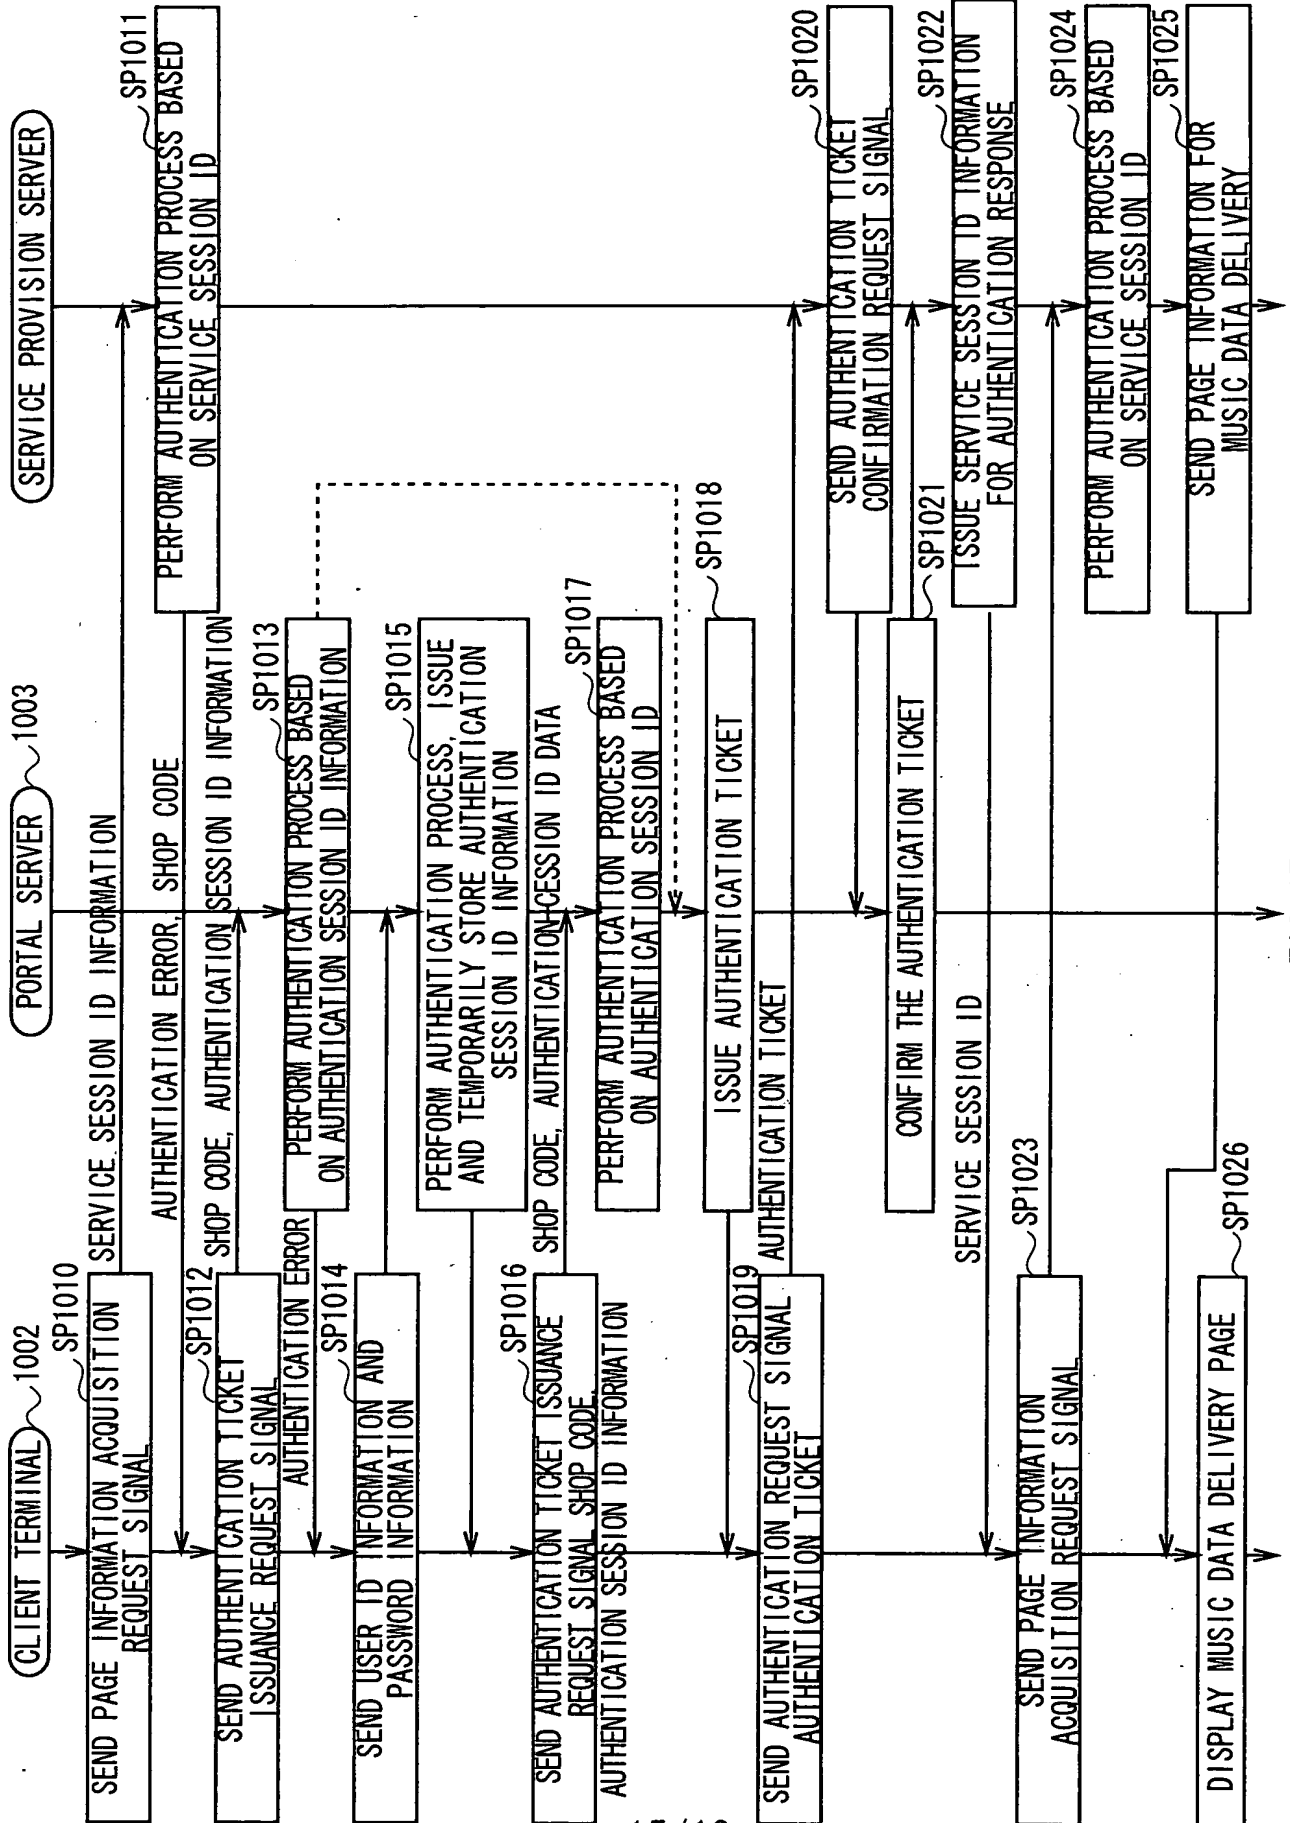 CLIENT TERMINAL 1002
PORTAL SERVER 1003
SERVICE PROVISION SERVER
SP1010
SEND PAGE INFORMATION ACQUISITION
REQUEST SIGNAL
SERVICE SESSION ID INFORMATION
SP1011
PERFORM AUTHENTICATION PROCESS BASED
ON SERVICE SESSION ID
AUTHENTICATION ERROR, SHOP CODE
SP1012
SEND AUTHENTICATION TICKET
ISSUANCE REQUEST SIGNAL
SHOP CODE, AUTHENTICATION SESSION ID INFORMATION
SP1013
PERFORM AUTHENTICATION PROCESS BASED
ON AUTHENTICATION SESSION ID INFORMATION
AUTHENTICATION ERROR
SP1014
SEND USER ID INFORMATION AND
PASSWORD INFORMATION
SP1015
PERFORM AUTHENTICATION PROCESS, ISSUE
AND TEMPORARILY STORE AUTHENTICATION
SESSION ID INFORMATION
SP1016
SEND AUTHENTICATION TICKET ISSUANCE
REQUEST SIGNAL, SHOP CODE,
AUTHENTICATION SESSION ID INFORMATION
SHOP CODE, AUTHENTICATION CESSION ID DATA
SP1017
PERFORM AUTHENTICATION PROCESS BASED
ON AUTHENTICATION SESSION ID
SP1018
ISSUE AUTHENTICATION TICKET
SP1019
SEND AUTHENTICATION REQUEST SIGNAL
AUTHENTICATION TICKET
AUTHENTICATION TICKET
SP1020
SEND AUTHENTICATION TICKET
CONFIRMATION REQUEST SIGNAL
SP1021
CONFIRM THE AUTHENTICATION TICKET
SP1022
ISSUE SERVICE SESSION ID INFORMATION
FOR AUTHENTICATION RESPONSE
SERVICE SESSION ID
SP1023
SEND PAGE INFORMATION
ACQUISITION REQUEST SIGNAL
SP1024
PERFORM AUTHENTICATION PROCESS BASED
ON SERVICE SESSION ID
SP1025
SEND PAGE INFORMATION FOR
MUSIC DATA DELIVERY
SP1026
DISPLAY MUSIC DATA DELIVERY PAGE